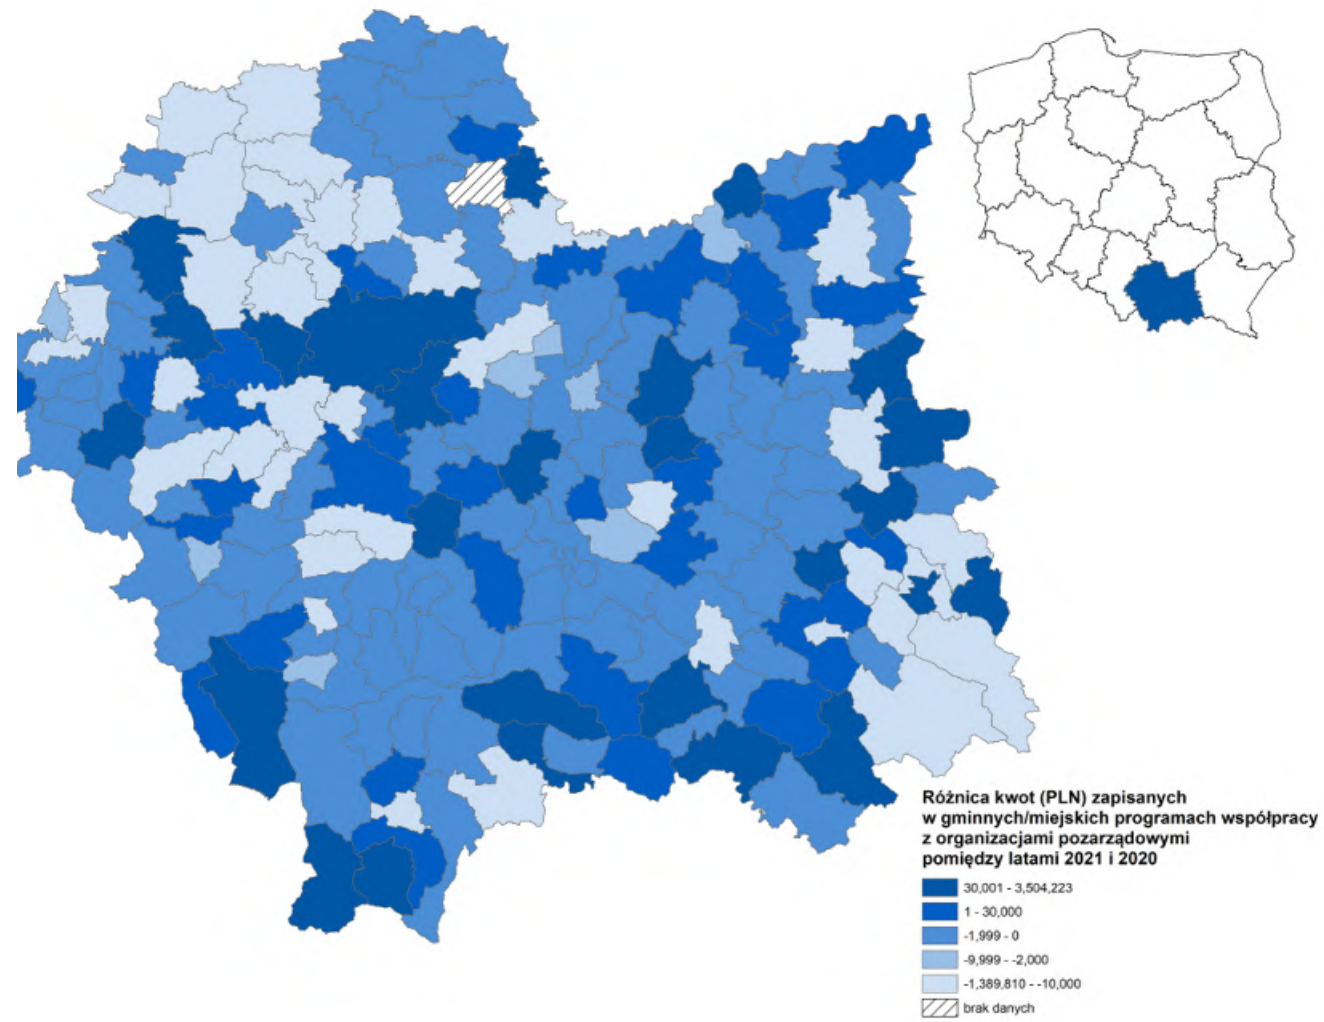 Różnica kwot (PLN) zapisanych
w gminnych/miejskich programach współpracy
z organizacjami pozarządowymi
pomiędzy latami 2021 i 2020
30,001 - 3,504,223
1 - 30,000
-1,999 - 0
-9,999 - -2,000
-1,389,810 - -10,000
brak danych